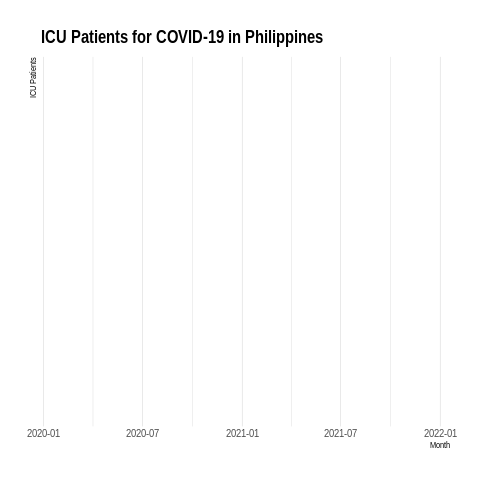 ICU Patients for COVID-19 in Philippines
ICU Patients
2020-01 2020-07 2021-01 2021-07 2022-01
Month